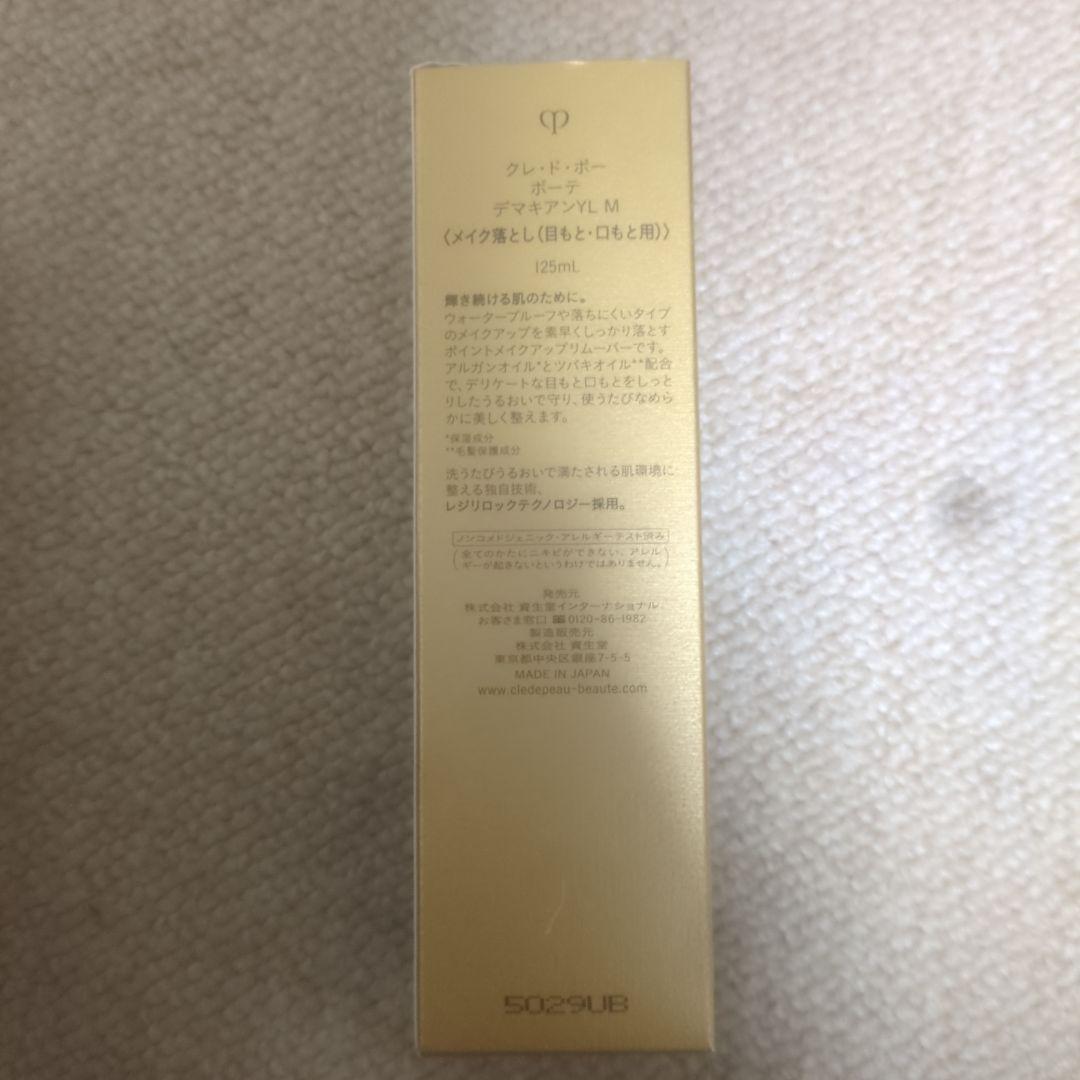 クレ・ド・ポー
ボーテ
デマキアンYL M
〈メイク落とし（目もと・口もと用）〉
125mL
輝き続ける肌のために。
ウォータープルーフや落ちにくいタイプ
のメイクアップを素早くしっかり落とす
ポイントメイクアップリムーバーです。
アルガンオイル*とツバキオイル**配合
で、デリケートな目もと口もとをしっと
りしたうるおいで守り、使うたびなめら
かに美しく整えます。
*保湿成分
**毛髪保護成分
洗うたびうるおいで満たされる肌環境に
整える独自技術、
レジリロックテクノロジー採用。
ノンコメドジェニック・アレルギーテスト済み
（全てのかたにニキビができない、アレル
ギーが起きないというわけではありません。）
発売元
株式会社 資生堂インターナショナル
お客さま窓口 0120-86-1982
製造販売元
株式会社 資生堂
東京都中央区銀座7-5-5
MADE IN JAPAN
www.cledepeau-beaute.com
5029UB